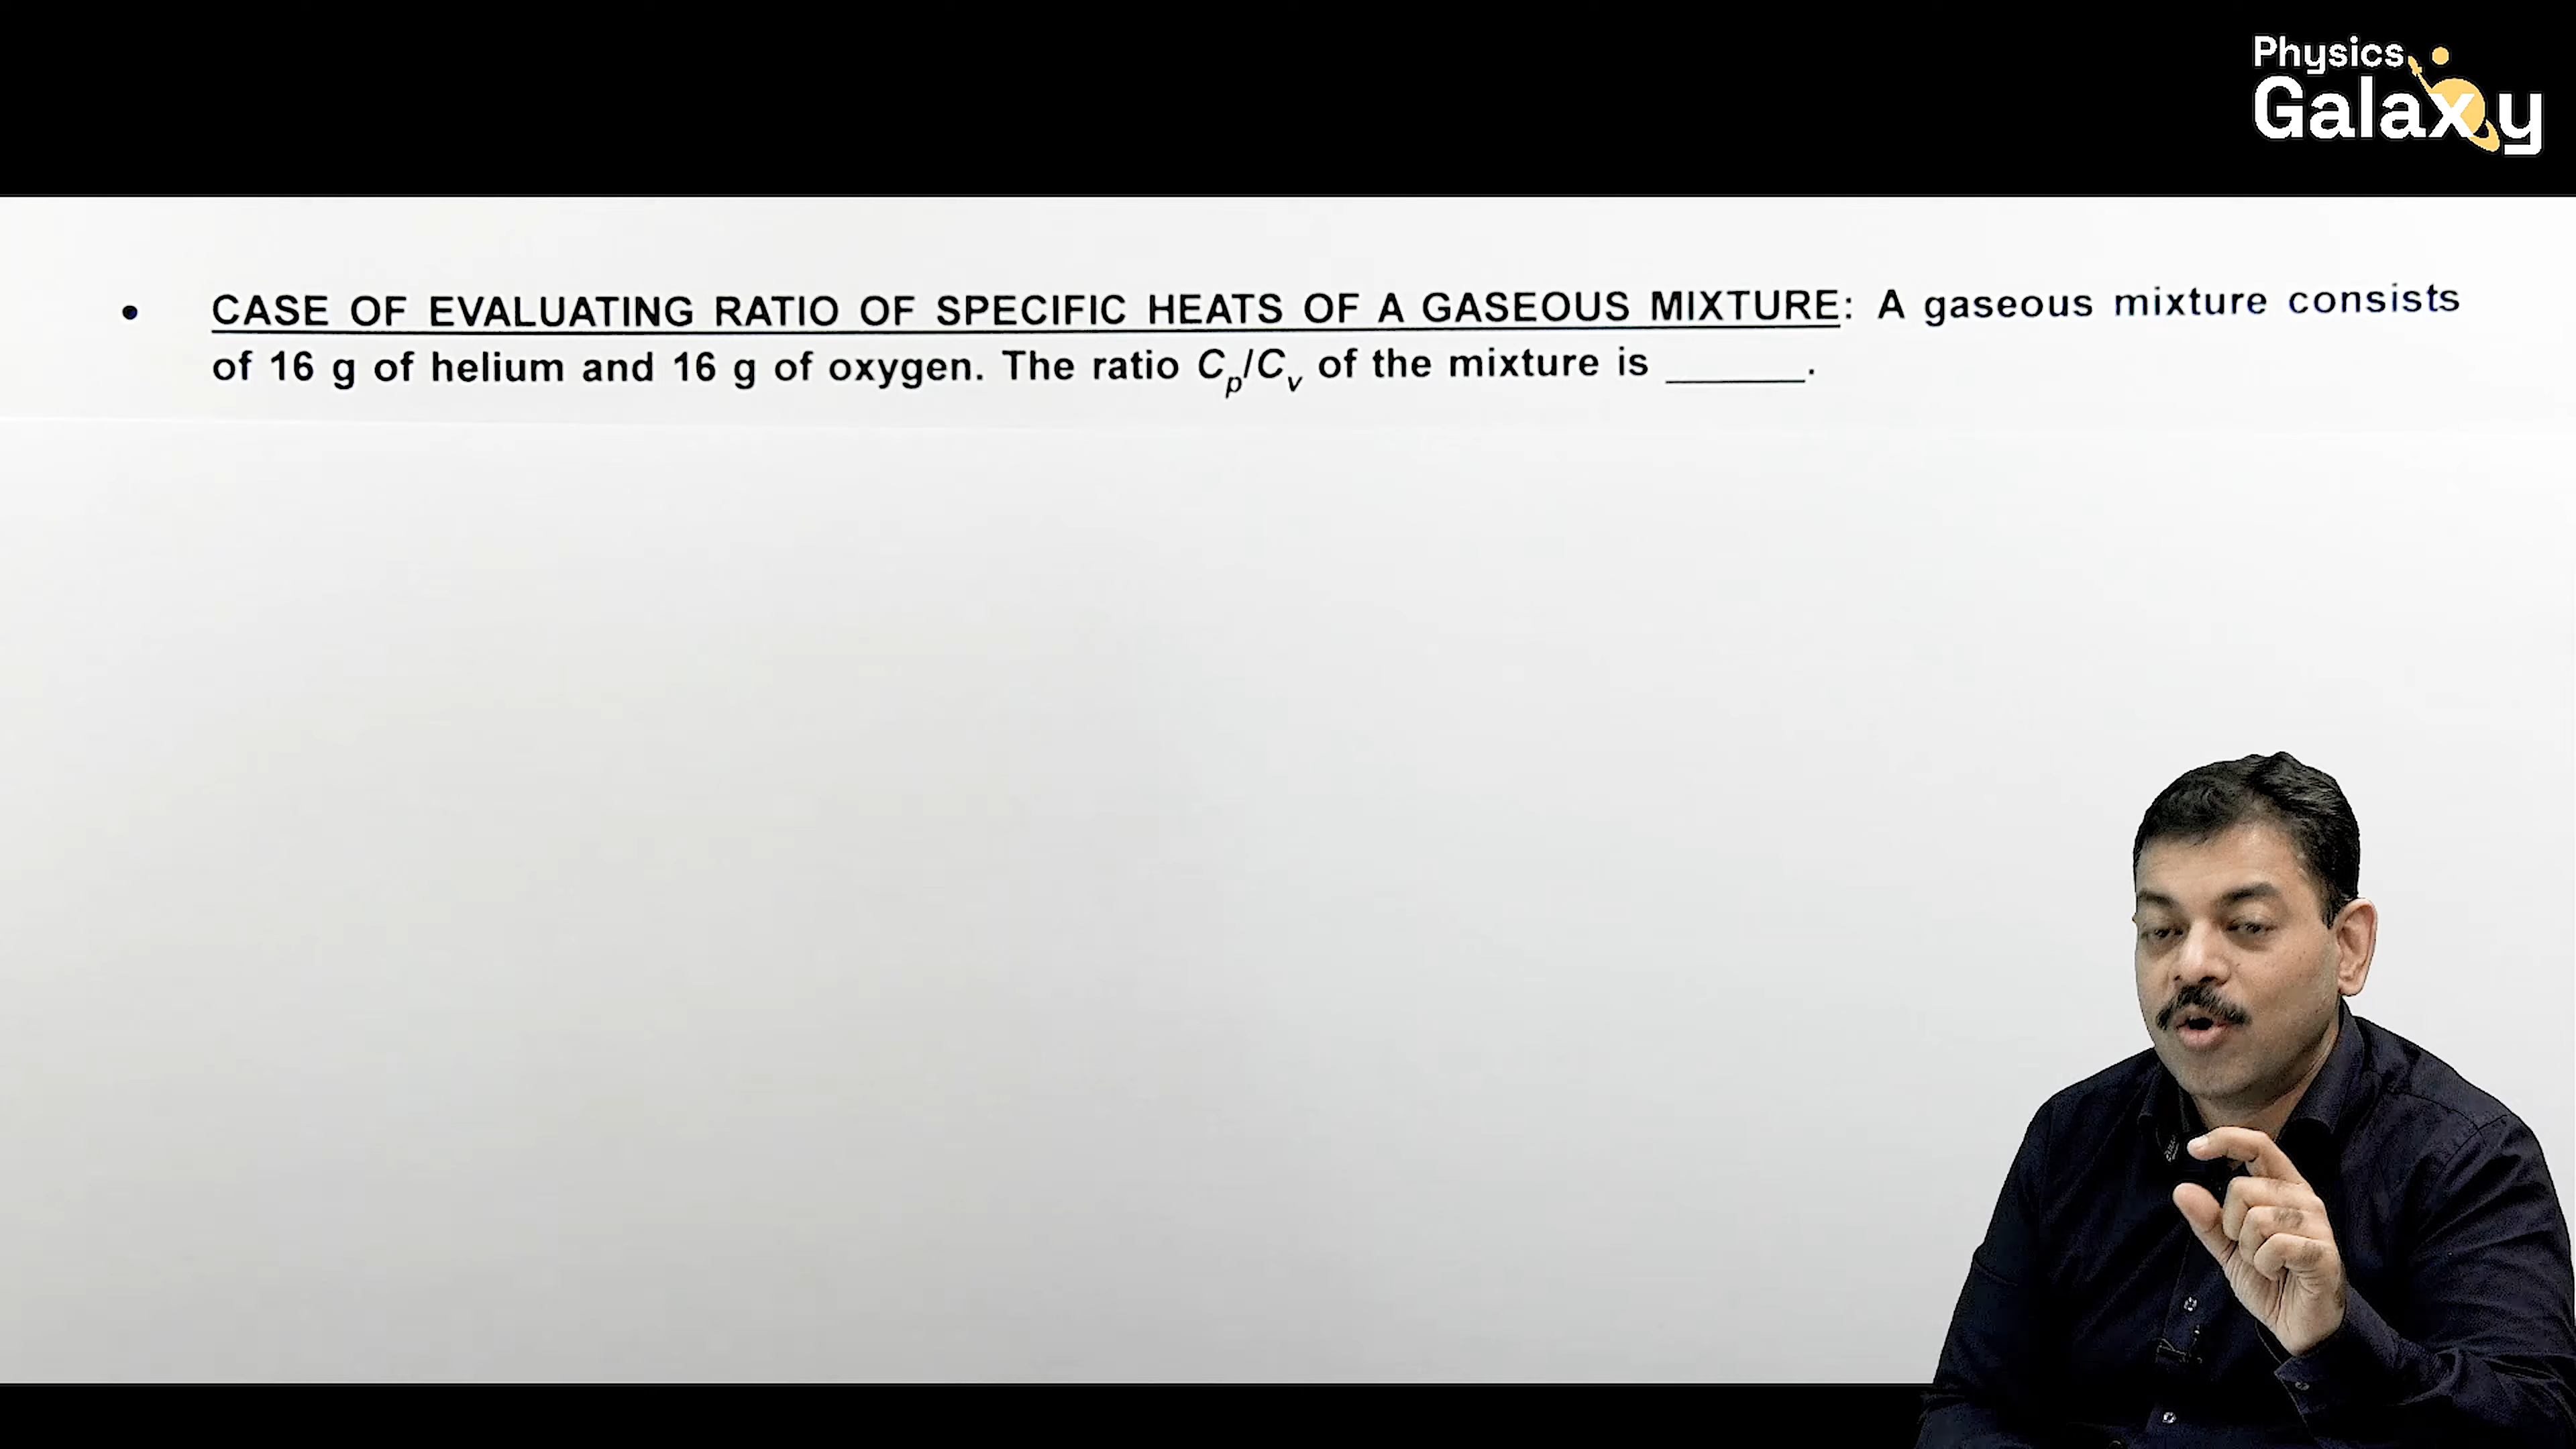 Physics
Galaxy
• CASE OF EVALUATING RATIO OF SPECIFIC HEATS OF A GASEOUS MIXTURE: A gaseous mixture consists
of 16 g of helium and 16 g of oxygen. The ratio Cp/Cv of the mixture is ______.